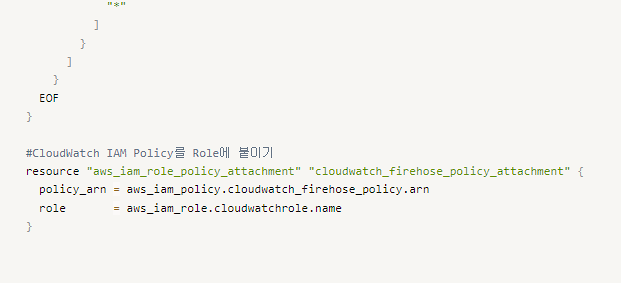 "*"
]
}
]
}
EOF
}
#CloudWatch IAM Policy를 Role에 붙이기
resource "aws_iam_role_policy_attachment" "cloudwatch_firehose_policy_attachment" {
policy_arn = aws_iam_policy.cloudwatch_firehose_policy.arn
role       = aws_iam_role.cloudwatchrole.name
}